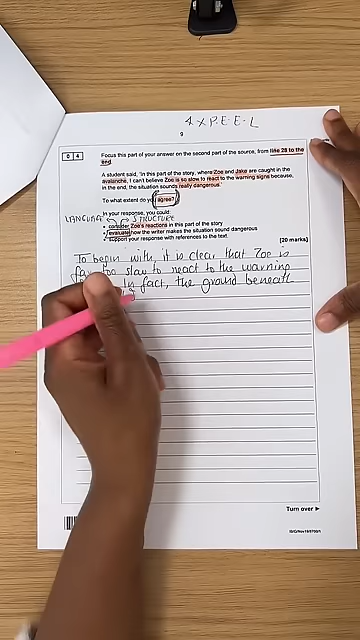 4 x P.E.E.L
9
0 4 Focus this part of your answer on the second part of the source, from line 28 to the
end.
A student said, 'In this part of the story, where Zoe and Jake are caught in the
avalanche, I can't believe Zoe is so slow to react to the warning signs because,
in the end, the situation sounds really dangerous.'
To what extent do you agree?
In your response, you could:
LANGUAGE STRUCTURE
• consider Zoe's reactions in this part of the story
• evaluate how the writer makes the situation sound dangerous
• support your response with references to the text.
[20 marks]
To begin with, it is clear that Zoe is
far too slow to react to the warning
In fact, the ground beneath
Turn over ►
IB/G/Nov19/8700/1